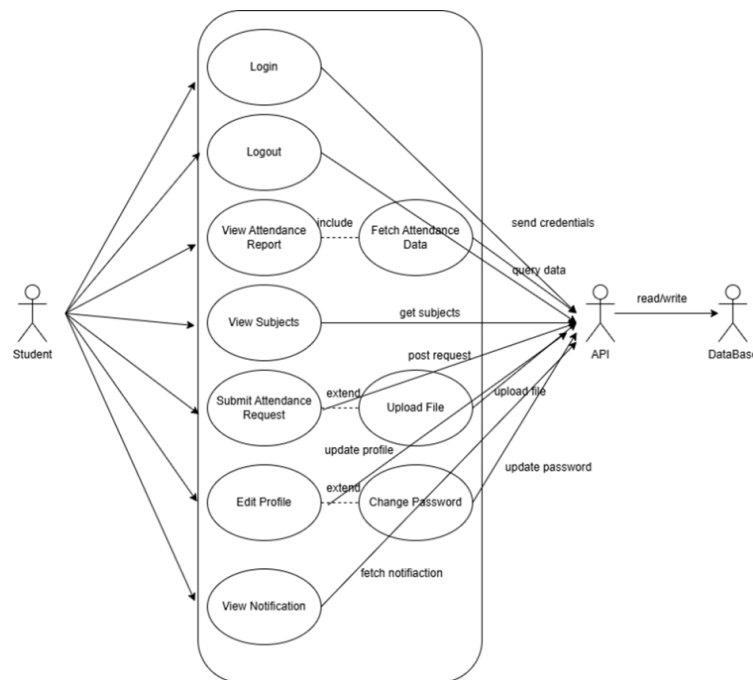 Login
Logout
send credentials
View Attendance
Report
include
Fetch Attendance
Data
query data
Student
View Subjects
get subjects
API
read/write
DataBase
post request
Submit Attendance
Request
extend
Upload File
upload file
update profile
update password
Edit Profile
extend
Change Password
fetch notifiaction
View Notification